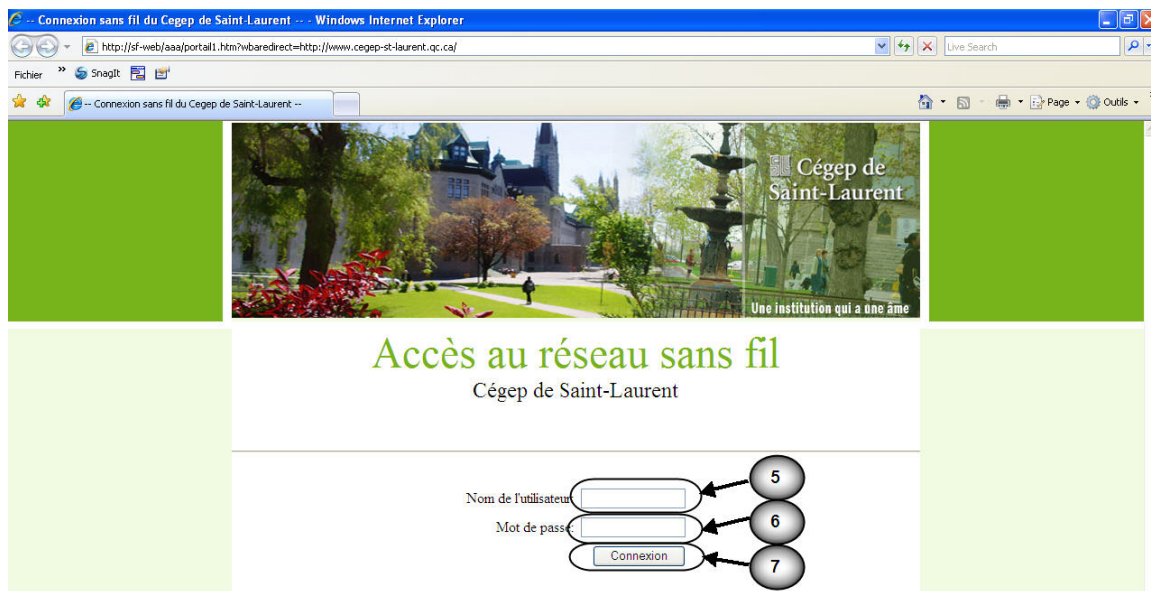 -- Connexion sans fil du Cegep de Saint-Laurent -- - Windows Internet Explorer
http://sf-web/aaa/portail1.htm?wbaredirect=http://www.cegep-st-laurent.qc.ca/
Live Search
Fichier » SnagIt
-- Connexion sans fil du Cegep de Saint-Laurent --
Page Outils
Cégep de
Saint-Laurent
Une institution qui a une âme
Accès au réseau sans fil
Cégep de Saint-Laurent
5
Nom de l'utilisateur:
6
Mot de passe:
Connexion
7